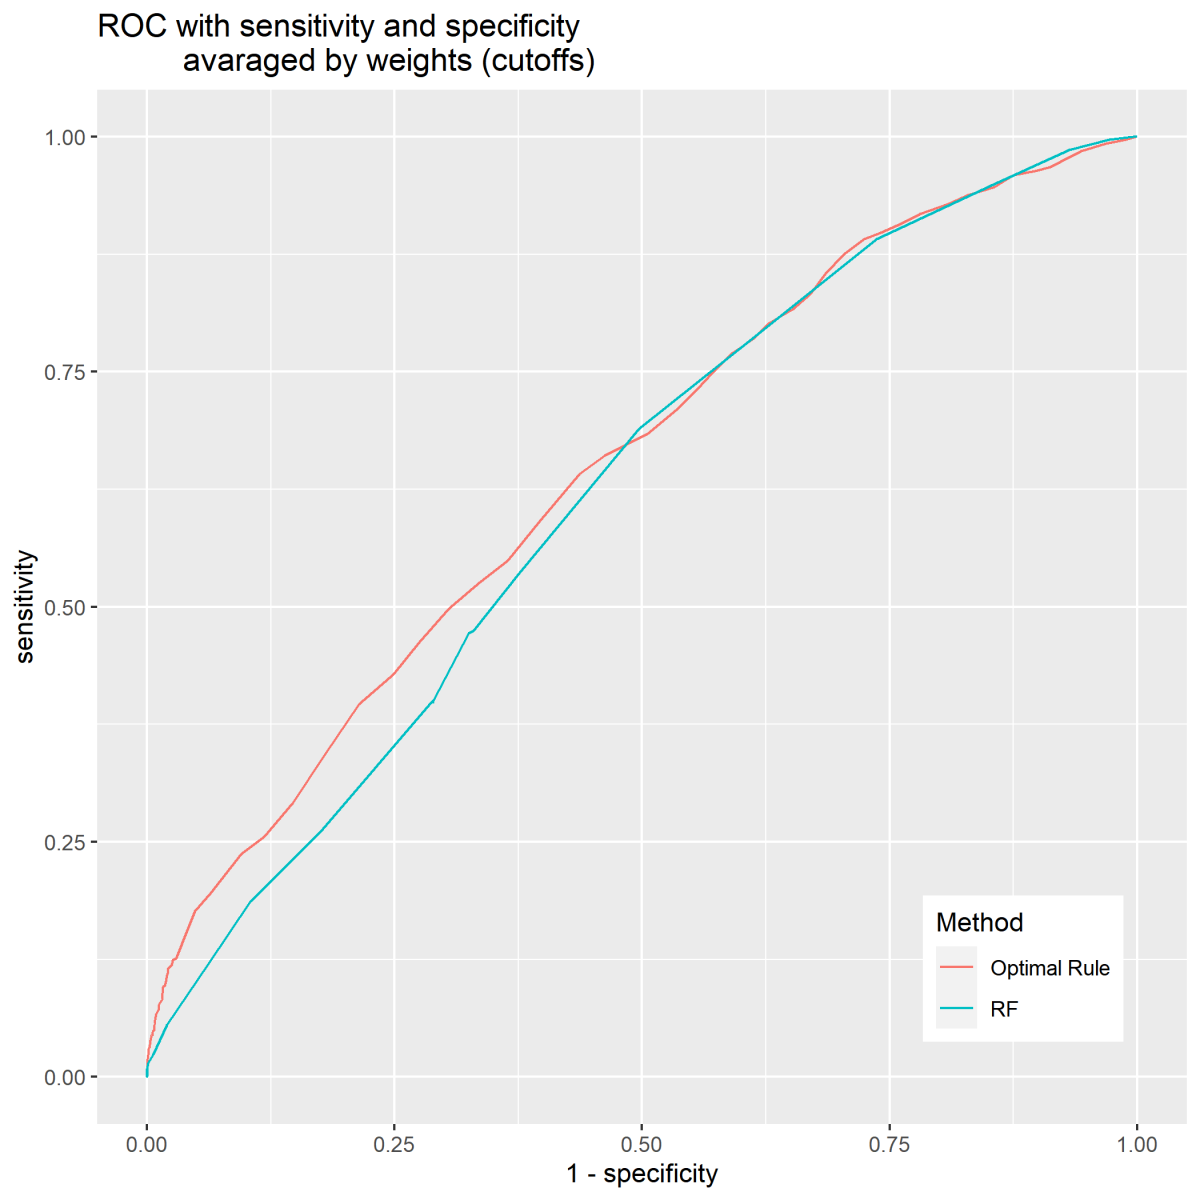 ROC with sensitivity and specificity
avaraged by weights (cutoffs)
1.00
0.75
0.50
0.25
0.00
sensitivity
0.00 0.25 0.50 0.75 1.00
1 - specificity
Method
Optimal Rule
RF